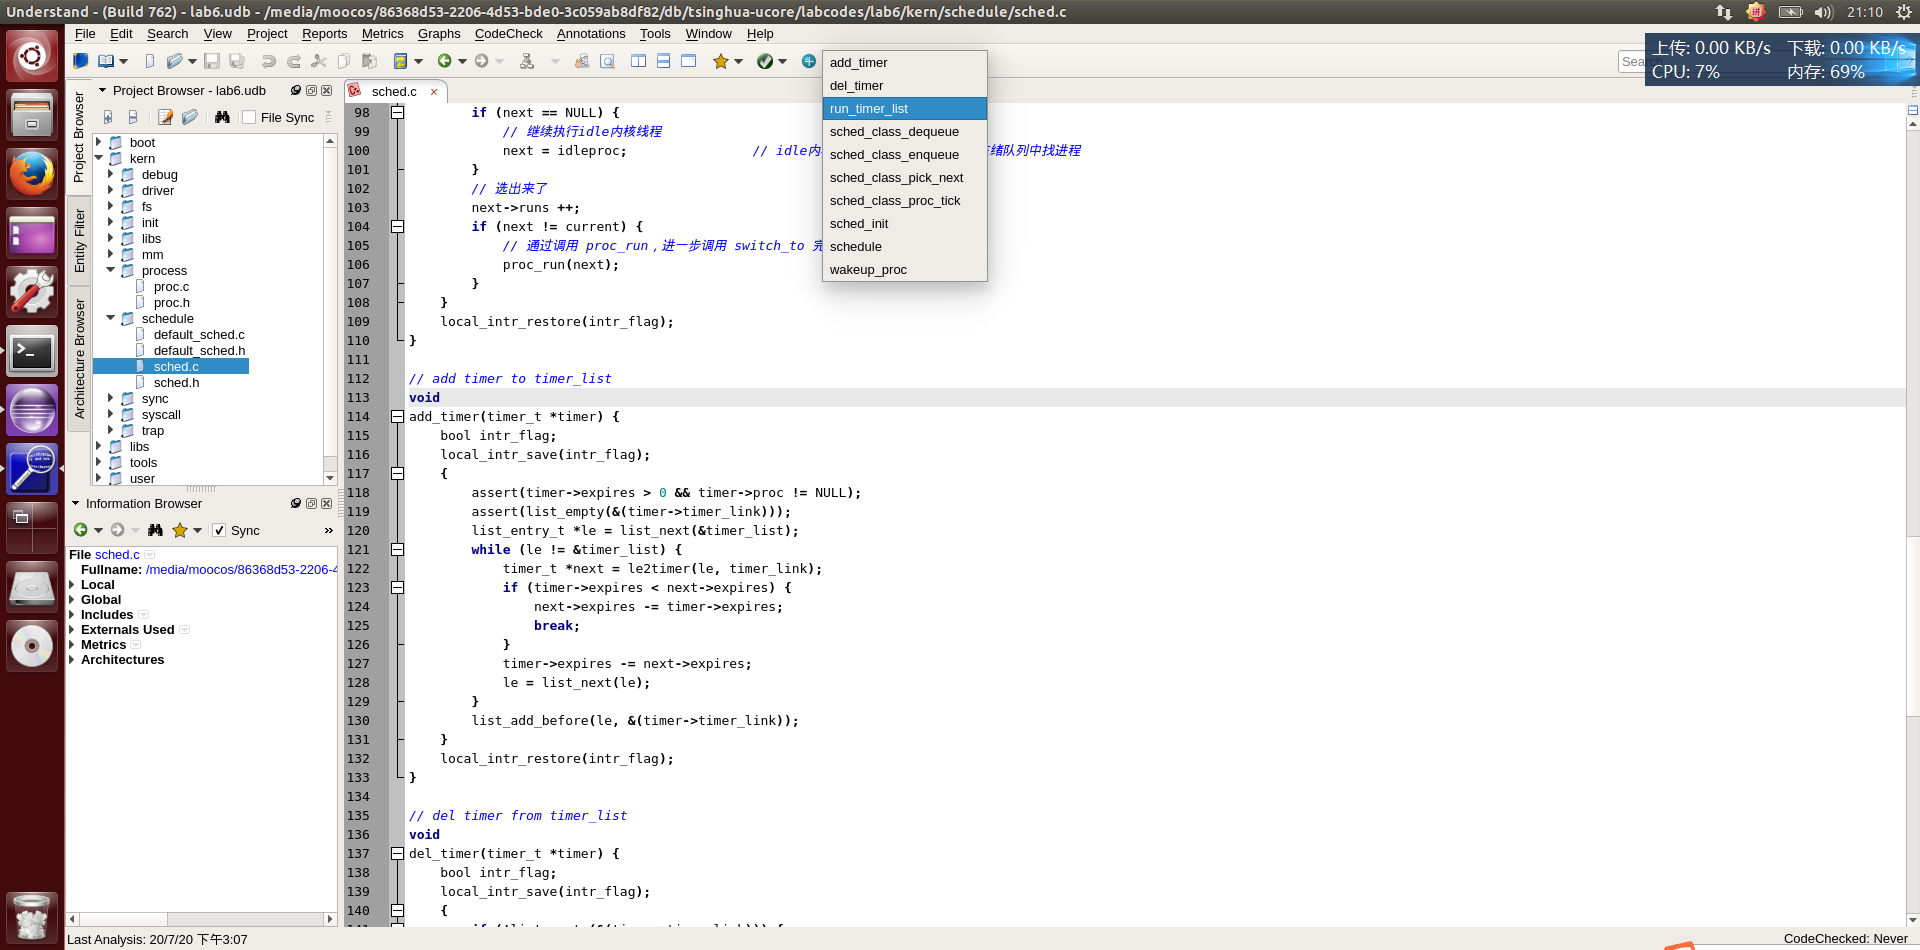 Understand - (Build 762) - lab6.udb - /media/moocos/86368d53-2206-4d53-bde0-3c059ab8df82/db/tsinghua-ucore/labcodes/lab6/kern/schedule/sched.c
21:10
File Edit Search View Project Reports Metrics Graphs CodeCheck Annotations Tools Window Help
上传: 0.00 KB/s 下载: 0.00 KB/s
CPU: 7% 内存: 69%
add_timer
del_timer
run_timer_list
sched_class_dequeue
sched_class_enqueue
sched_class_pick_next
sched_class_proc_tick
sched_init
schedule
wakeup_proc
Project Browser
Entity Filter
Architecture Browser
Project Browser - lab6.udb
File Sync
boot
kern
debug
driver
fs
init
libs
mm
process
proc.c
proc.h
schedule
default_sched.c
default_sched.h
sched.c
sched.h
sync
syscall
trap
libs
tools
user
Information Browser
Sync
File sched.c
Fullname: /media/moocos/86368d53-2206-4
Local
Global
Includes
Externals Used
Metrics
Architectures
sched.c
98 if (next == NULL) {
99 // 继续执行idle内核线程
100 next = idleproc; // idle内 绪队列中找进程
101 }
102 // 选出来了
103 next->runs ++;
104 if (next != current) {
105 // 通过调用 proc_run，进一步调用 switch_to 完
106 proc_run(next);
107 }
108 }
109 local_intr_restore(intr_flag);
110 }
111
112 // add timer to timer_list
113 void
114 add_timer(timer_t *timer) {
115 bool intr_flag;
116 local_intr_save(intr_flag);
117 {
118 assert(timer->expires > 0 && timer->proc != NULL);
119 assert(list_empty(&(timer->timer_link)));
120 list_entry_t *le = list_next(&timer_list);
121 while (le != &timer_list) {
122 timer_t *next = le2timer(le, timer_link);
123 if (timer->expires < next->expires) {
124 next->expires -= timer->expires;
125 break;
126 }
127 timer->expires -= next->expires;
128 le = list_next(le);
129 }
130 list_add_before(le, &(timer->timer_link));
131 }
132 local_intr_restore(intr_flag);
133 }
134
135 // del timer from timer_list
136 void
137 del_timer(timer_t *timer) {
138 bool intr_flag;
139 local_intr_save(intr_flag);
140 {
Last Analysis: 20/7/20 下午3:07
CodeChecked: Never